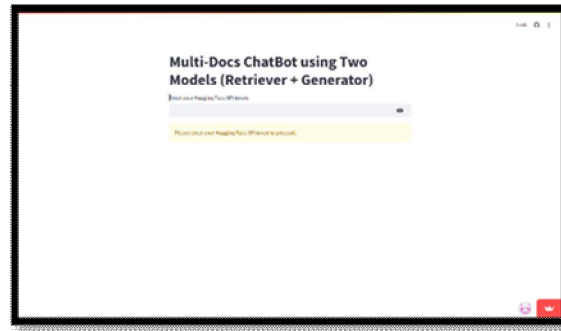 Fork
Multi-Docs ChatBot using Two
Models (Retriever + Generator)
Enter your Hugging Face API token:
Please enter your Hugging Face API token to proceed.